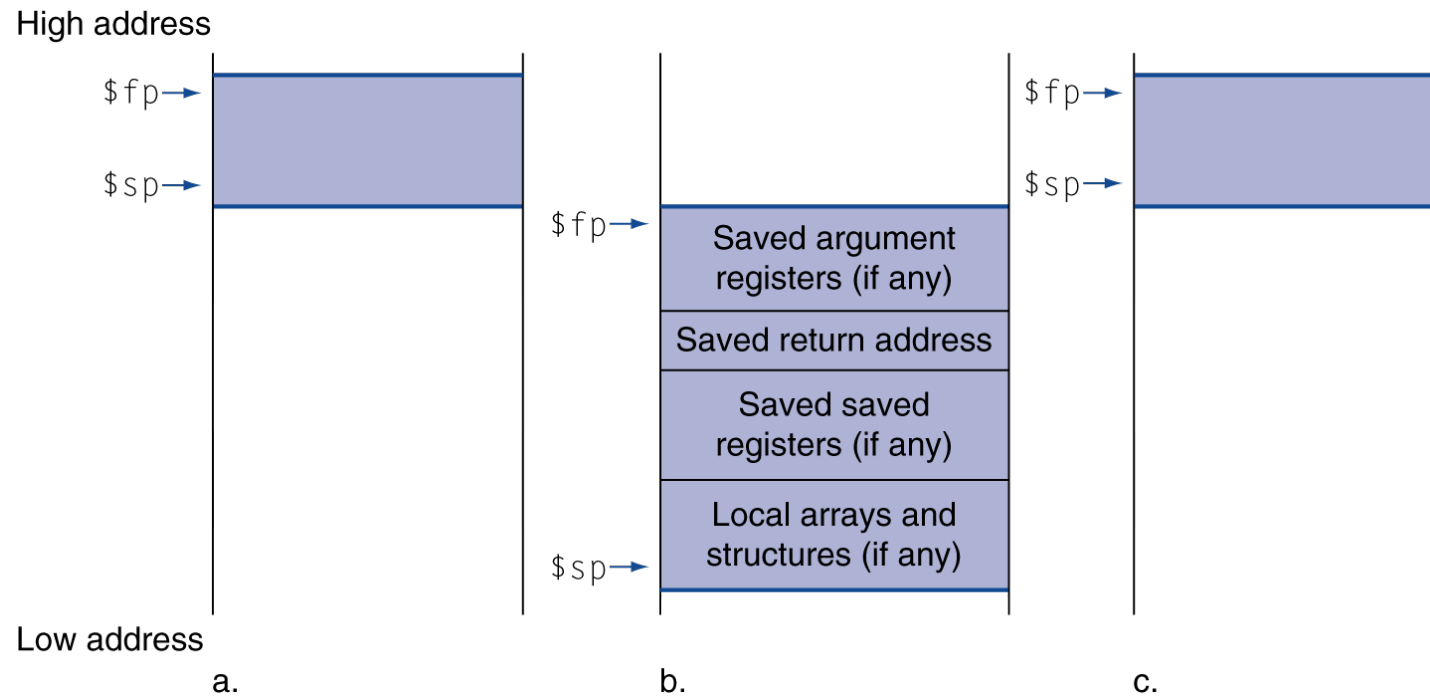 High address
$fp
$sp
$fp
Saved argument
registers (if any)
Saved return address
Saved saved
registers (if any)
Local arrays and
structures (if any)
$sp
$fp
$sp
Low address
a.
b.
c.